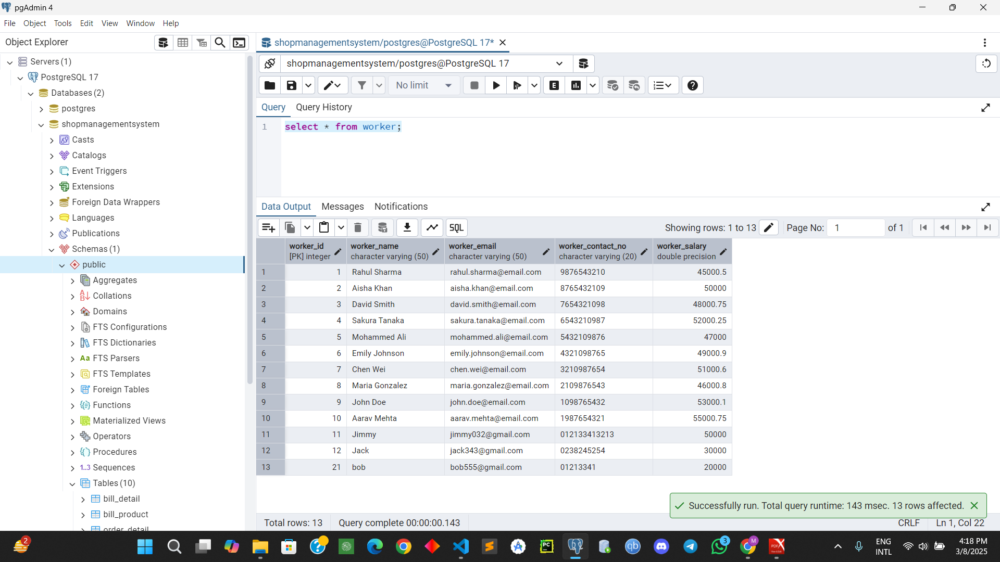 pgAdmin 4
File Object Tools Edit View Window Help
Object Explorer
Servers (1)
PostgreSQL 17
Databases (2)
postgres
shopmanagementsystem
Casts
Catalogs
Event Triggers
Extensions
Foreign Data Wrappers
Languages
Publications
Schemas (1)
public
Aggregates
Collations
Domains
FTS Configurations
FTS Dictionaries
Aa FTS Parsers
FTS Templates
Foreign Tables
Functions
Materialized Views
Operators
Procedures
1..3 Sequences
Tables (10)
bill_detail
bill_product
order_detail
shopmanagementsystem/postgres@PostgreSQL 17*
shopmanagementsystem/postgres@PostgreSQL 17
No limit
E
Query Query History
1 select * from worker;
Data Output Messages Notifications
SQL
Showing rows: 1 to 13 Page No: 1 of 1
worker_id worker_name worker_email worker_contact_no worker_salary
[PK] integer character varying (50) character varying (50) character varying (20) double precision
1 1 Rahul Sharma rahul.sharma@email.com 9876543210 45000.5
2 2 Aisha Khan aisha.khan@email.com 8765432109 50000
3 3 David Smith david.smith@email.com 7654321098 48000.75
4 4 Sakura Tanaka sakura.tanaka@email.com 6543210987 52000.25
5 5 Mohammed Ali mohammed.ali@email.com 5432109876 47000
6 6 Emily Johnson emily.johnson@email.com 4321098765 49000.9
7 7 Chen Wei chen.wei@email.com 3210987654 51000.6
8 8 Maria Gonzalez maria.gonzalez@email.com 2109876543 46000.8
9 9 John Doe john.doe@email.com 1098765432 53000.1
10 10 Aarav Mehta aarav.mehta@email.com 1987654321 55000.75
11 11 Jimmy jimmy032@gmail.com 012133413213 50000
12 12 Jack jack343@gmail.com 0238245254 30000
13 21 bob bob555@gmail.com 01213341 20000
Successfully run. Total query runtime: 143 msec. 13 rows affected.
Total rows: 13 Query complete 00:00:00.143 CRLF Ln 1, Col 22
2
PC
qb
3
M
PDF
ENG
INTL
4:18 PM
3/8/2025